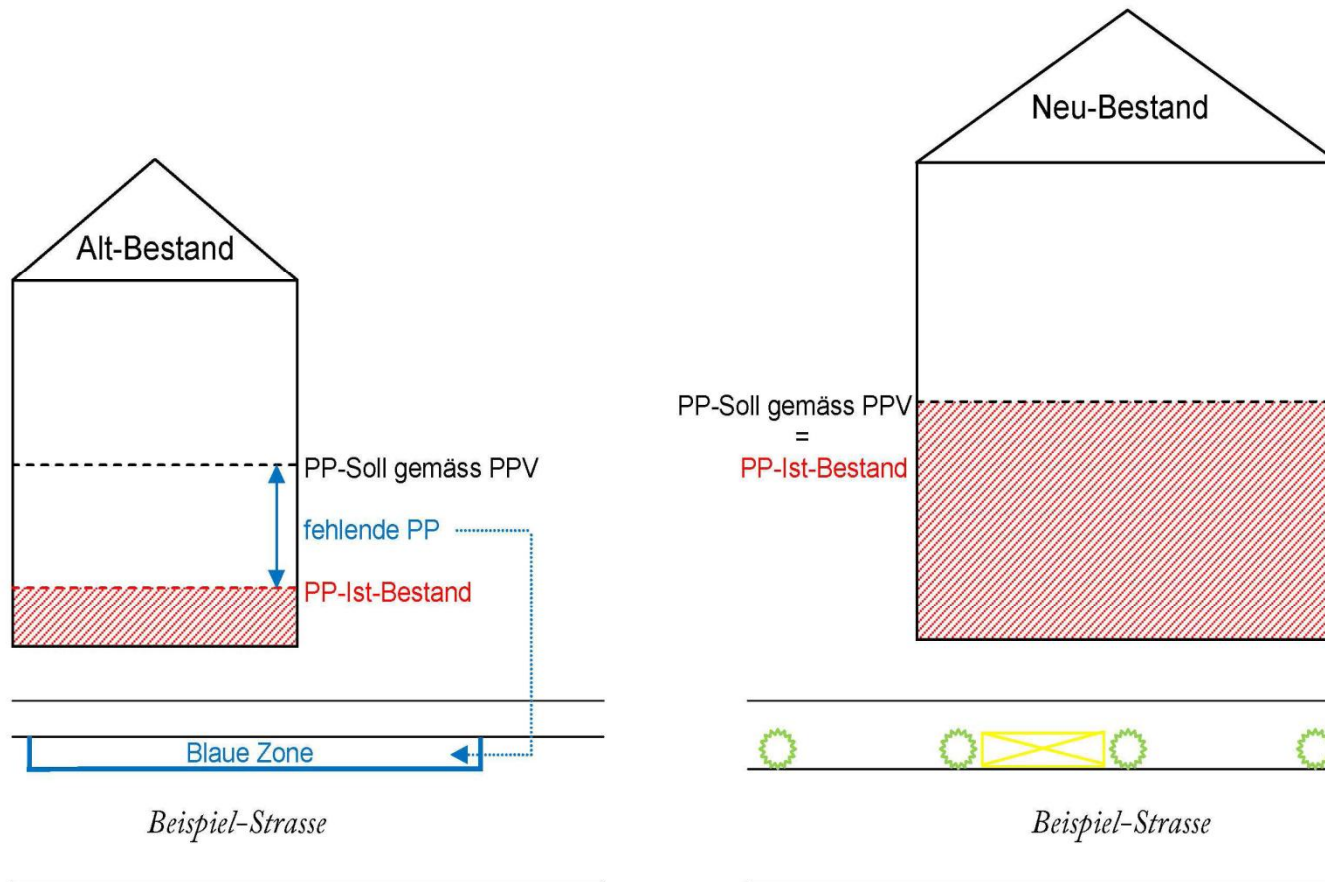 Alt-Bestand
PP-Soll gemäss PPV
fehlende PP
PP-Ist-Bestand
Blaue Zone
Beispiel-Strasse
Neu-Bestand
PP-Soll gemäss PPV
=
PP-Ist-Bestand
Beispiel-Strasse